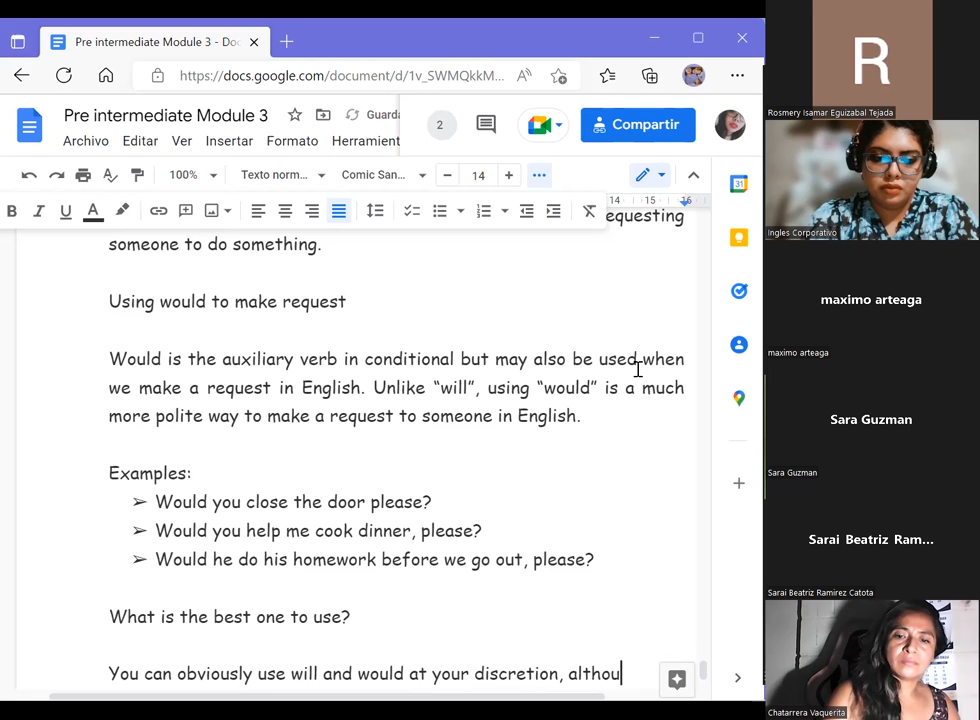 Pre intermediate Module 3 - Doc
https://docs.google.com/document/d/1v_SWMQkkM...
Pre intermediate Module 3
Guarda
2
Compartir
Archivo Editar Ver Insertar Formato Herramient
100% Texto norm... Comic San... 14
14 15 16
equesting
someone to do something.
Using would to make request
Would is the auxiliary verb in conditional but may also be used when
we make a request in English. Unlike “will”, using “would” is a much
more polite way to make a request to someone in English.
Examples:
➢ Would you close the door please?
➢ Would you help me cook dinner, please?
➢ Would he do his homework before we go out, please?
What is the best one to use?
You can obviously use will and would at your discretion, althou
31
R
Rosmery Isamar Eguizabal Tejada
Ingles Corporativo
maximo arteaga
maximo arteaga
Sara Guzman
Sara Guzman
Sarai Beatriz Ram...
Sarai Beatriz Ramirez Catota
Chatarrera Vaquerita